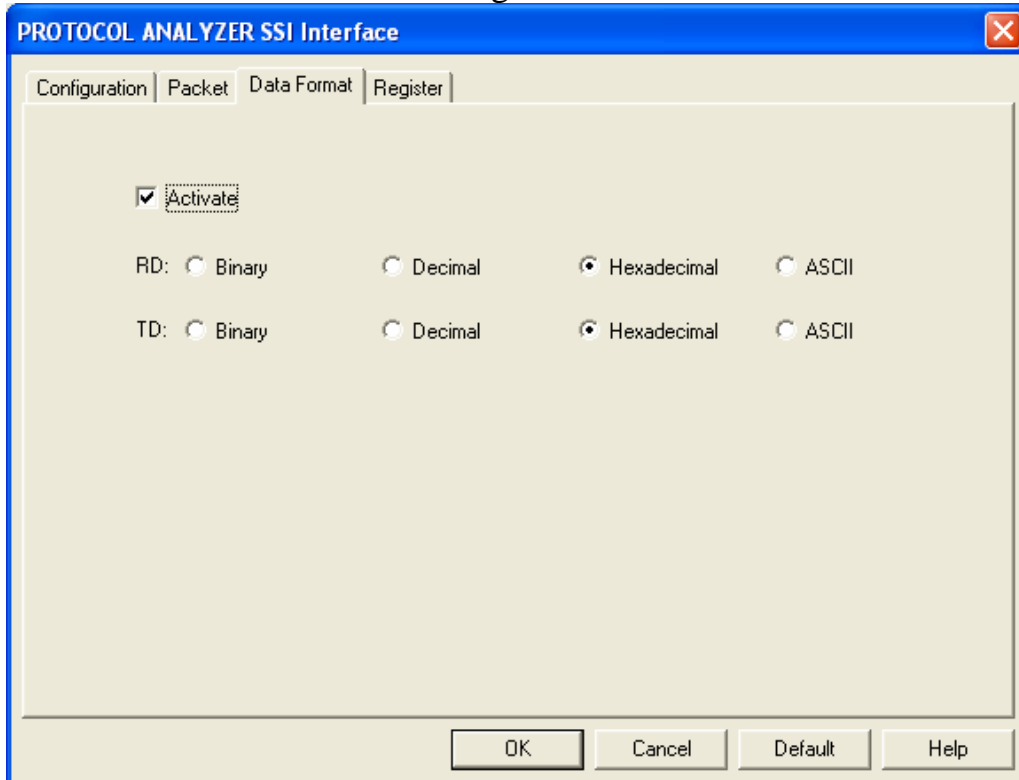 PROTOCOL ANALYZER SSI Interface
Configuration Packet Data Format Register
Activate
RD: Binary Decimal Hexadecimal ASCII
TD: Binary Decimal Hexadecimal ASCII
OK Cancel Default Help